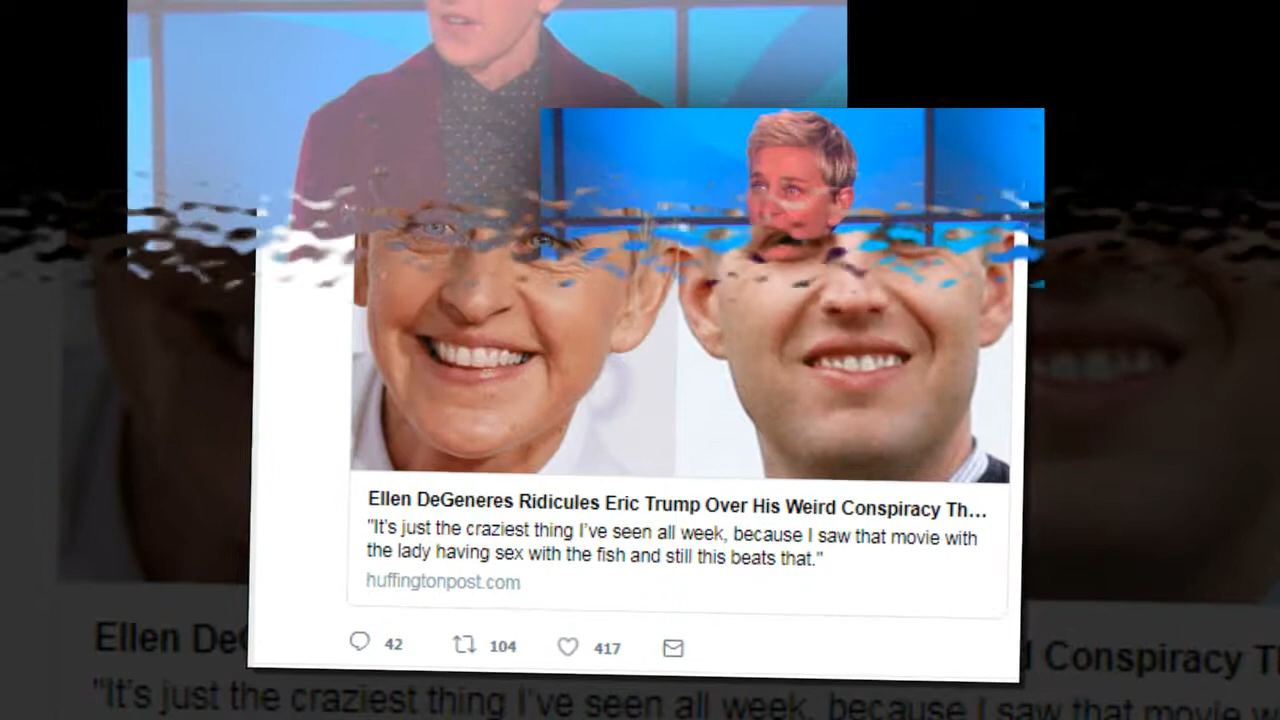 Ellen DeGeneres Ridicules Eric Trump Over His Weird Conspiracy Th...
"It's just the craziest thing I've seen all week, because I saw that movie with
the lady having sex with the fish and still this beats that."
huffingtonpost.com
42 104 417
Ellen De
d Conspiracy T
"It's just the craziest thing I've seen all week, because I saw that movie w